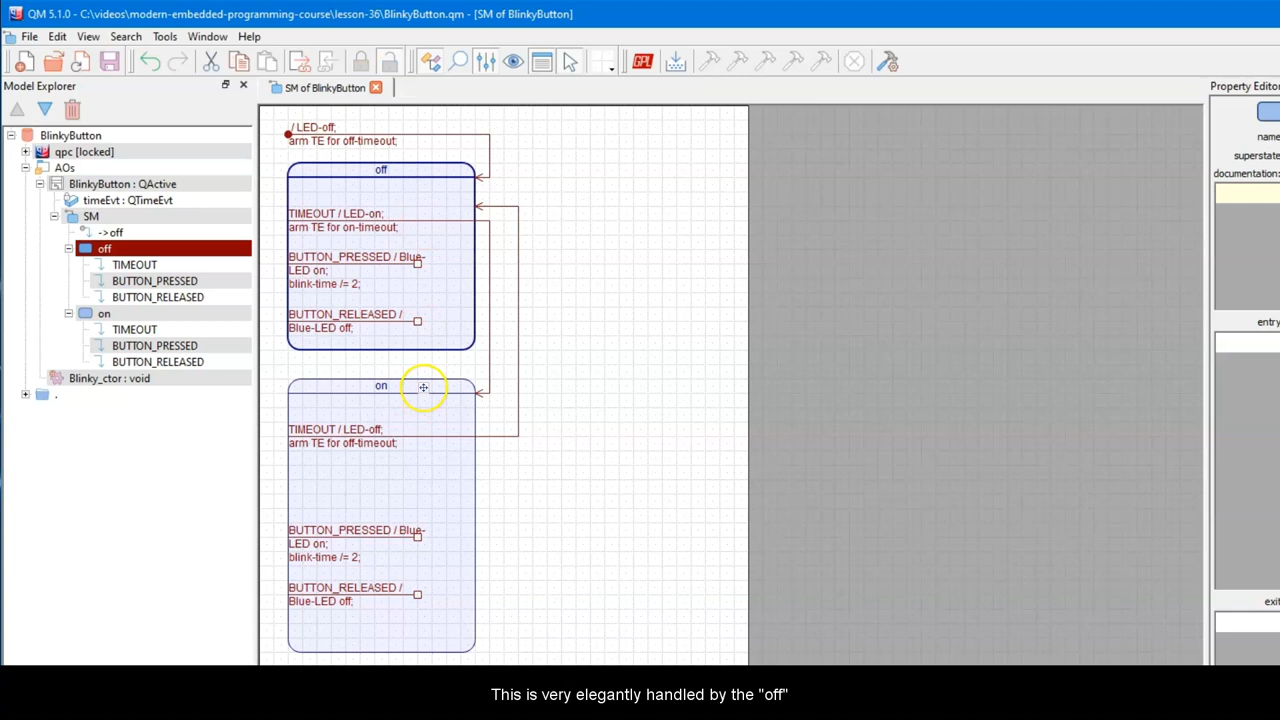 QM 5.1.0 - C:\videos\modern-embedded-programming-course\lesson-36\BlinkyButton.qm - [SM of BlinkyButton]
File Edit View Search Tools Window Help
GPL
Model Explorer
SM of BlinkyButton
Property Editor
BlinkyButton
qpc [locked]
AOs
BlinkyButton : QActive
timeEvt : QTimeEvt
SM
->off
off
TIMEOUT
BUTTON_PRESSED
BUTTON_RELEASED
on
TIMEOUT
BUTTON_PRESSED
BUTTON_RELEASED
Blinky_ctor : void
.
/ LED-off;
arm TE for off-timeout;
off
TIMEOUT / LED-on;
arm TE for on-timeout;
BUTTON_PRESSED / Blue-
LED on;
blink-time /= 2;
BUTTON_RELEASED /
Blue-LED off;
on
TIMEOUT / LED-off;
arm TE for off-timeout;
BUTTON_PRESSED / Blue-
LED on;
blink-time /= 2;
BUTTON_RELEASED /
Blue-LED off;
name
superstate
documentation:
entry
exit
This is very elegantly handled by the "off"